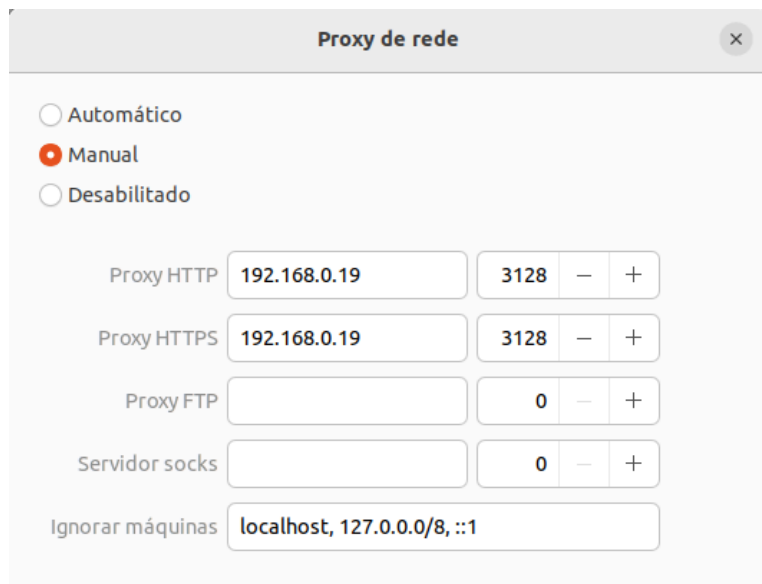 Proxy de rede
Automático
Manual
Desabilitado
Proxy HTTP 192.168.0.19 3128 − +
Proxy HTTPS 192.168.0.19 3128 − +
Proxy FTP 0 − +
Servidor socks 0 − +
Ignorar máquinas localhost, 127.0.0.0/8, ::1